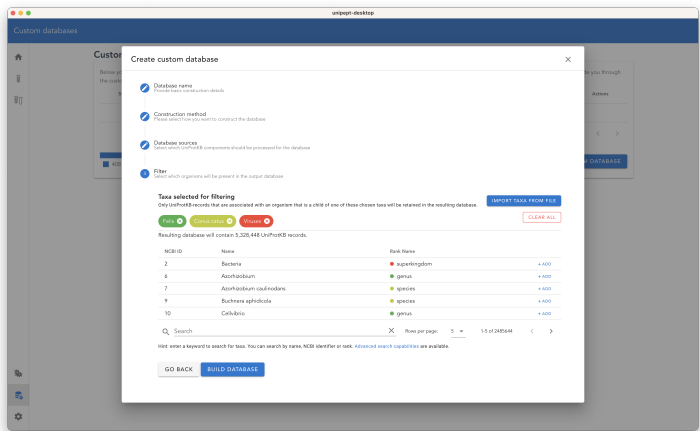 unipept-desktop
Custom databases
Create custom database
Database name
Provide basic construction details
Construction method
Please select how you want to construct the database
Database sources
Select which UniProtKB components should be processed for the database
4
Filter
Select which organisms will be present in the output database
Taxa selected for filtering
Only UniProtKB-records that are associated with an organism that is a child of one of these chosen taxa will be retained in the resulting database.
IMPORT TAXA FROM FILE
CLEAR ALL
Felis
Viruses
Resulting database will contain 5,328,448 UniProtKB records.
NCBI ID Name Rank Name
2 Bacteria superkingdom + ADD
6 Azorhizobium genus + ADD
7 Azorhizobium caulinodans species + ADD
9 Buchnera aphidicola species + ADD
10 Cellvibrio genus + ADD
Search Rows per page: 5 1-5 of 2485644
Hint: enter a keyword to search for taxa. You can search by name, NCBI identifier or rank. Advanced search capabilities are available.
GO BACK BUILD DATABASE
Custom
Below yo
the custo
de you through
Actions
DATABASE